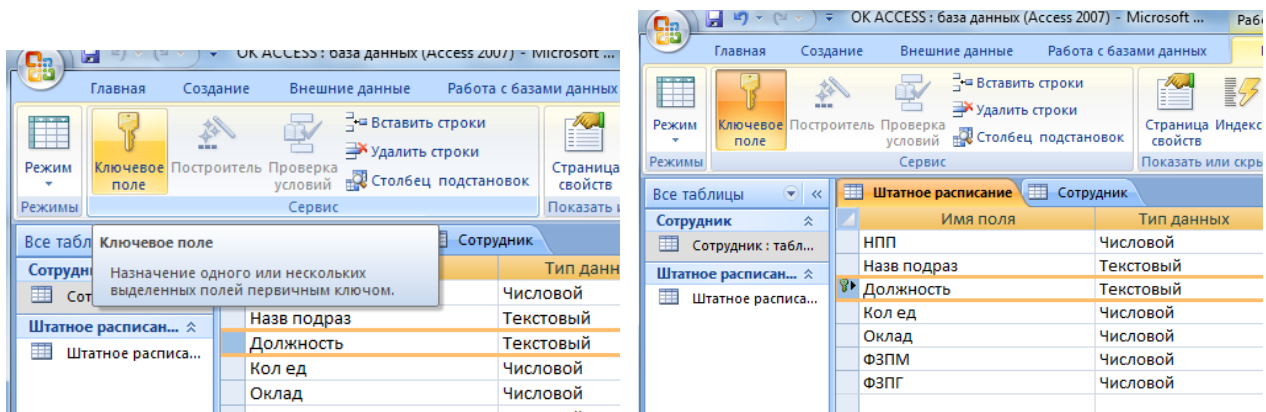 OK ACCESS : база данных (Access 2007) - Microsoft ...
Главная Создание Внешние данные Работа с базами данных
Режим
Ключевое поле
Построитель
Проверка условий
Вставить строки
Удалить строки
Столбец подстановок
Страница свойств
Режимы Сервис Показать
Все табл
Сотрудник
Ключевое поле
Назначение одного или нескольких
выделенных полей первичным ключом.
Тип данн
Сотрудн
Сот
Числовой
Штатное расписан...
Штатное расписа...
Назв подраз Текстовый
Должность Текстовый
Кол ед Числовой
Оклад Числовой
OK ACCESS : база данных (Access 2007) - Microsoft ... Рабо
Главная Создание Внешние данные Работа с базами данных
Режим
Ключевое поле
Построитель
Проверка условий
Вставить строки
Удалить строки
Столбец подстановок
Страница свойств
Индекс
Режимы Сервис Показать или скры
Все таблицы
Штатное расписание Сотрудник
Сотрудник
Сотрудник : табл...
Штатное расписан...
Штатное расписа...
Имя поля Тип данных
НПП Числовой
Назв подраз Текстовый
Должность Текстовый
Кол ед Числовой
Оклад Числовой
ФЗПМ Числовой
ФЗПГ Числовой